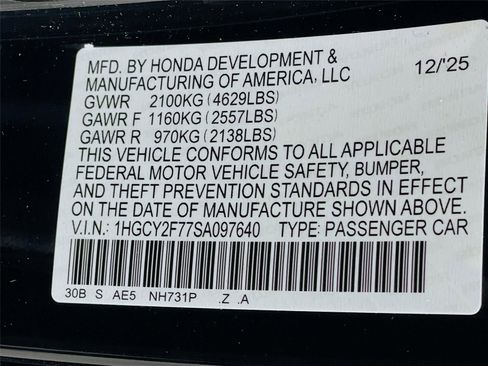 MFD. BY HONDA DEVELOPMENT & 12/'25
MANUFACTURING OF AMERICA, LLC
GVWR 2100KG (4629LBS)
GAWR F 1160KG (2557LBS)
GAWR R 970KG (2138LBS)
THIS VEHICLE CONFORMS TO ALL APPLICABLE
FEDERAL MOTOR VEHICLE SAFETY, BUMPER,
AND THEFT PREVENTION STANDARDS IN EFFECT
ON THE DATE OF MANUFACTURE SHOWN ABOVE.
V.I.N.: 1HGCY2F77SA097640 TYPE: PASSENGER CAR
30B S AE5 NH731P .Z .A